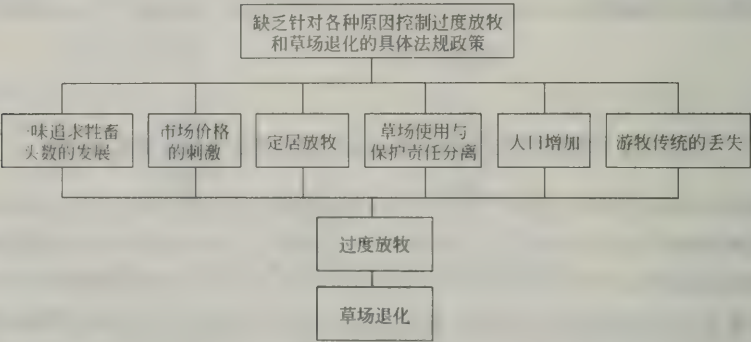 缺乏针对各种原因控制过度放牧
和草场退化的具体法规政策
一味追求牲畜
头数的发展
市场价格
的刺激
定居放牧
草场使用与
保护责任分离
人口增加
游牧传统的丢失
过度放牧
草场退化